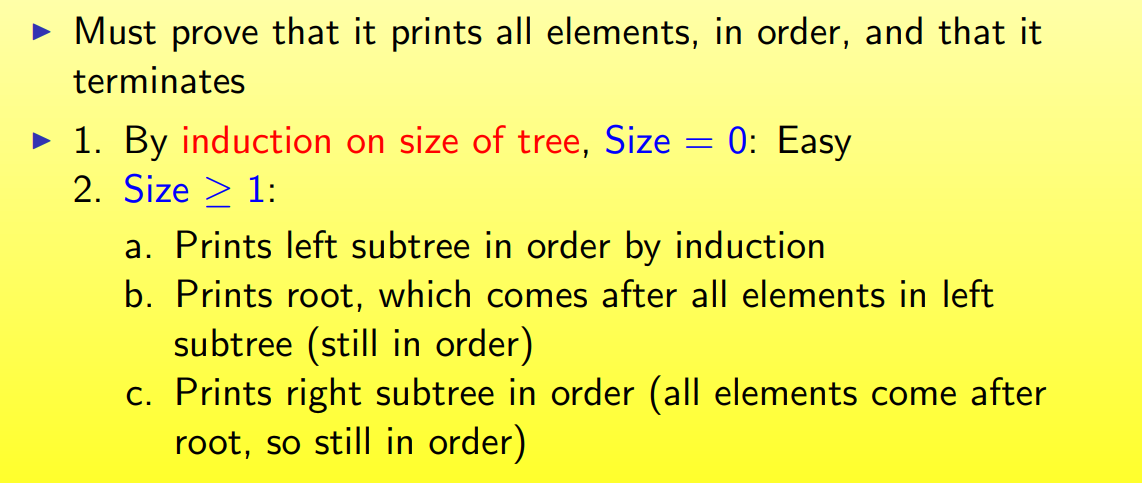 ▶ Must prove that it prints all elements, in order, and that it
terminates
▶ 1. By induction on size of tree, Size = 0: Easy
2. Size ≥ 1:
a. Prints left subtree in order by induction
b. Prints root, which comes after all elements in left
subtree (still in order)
c. Prints right subtree in order (all elements come after
root, so still in order)